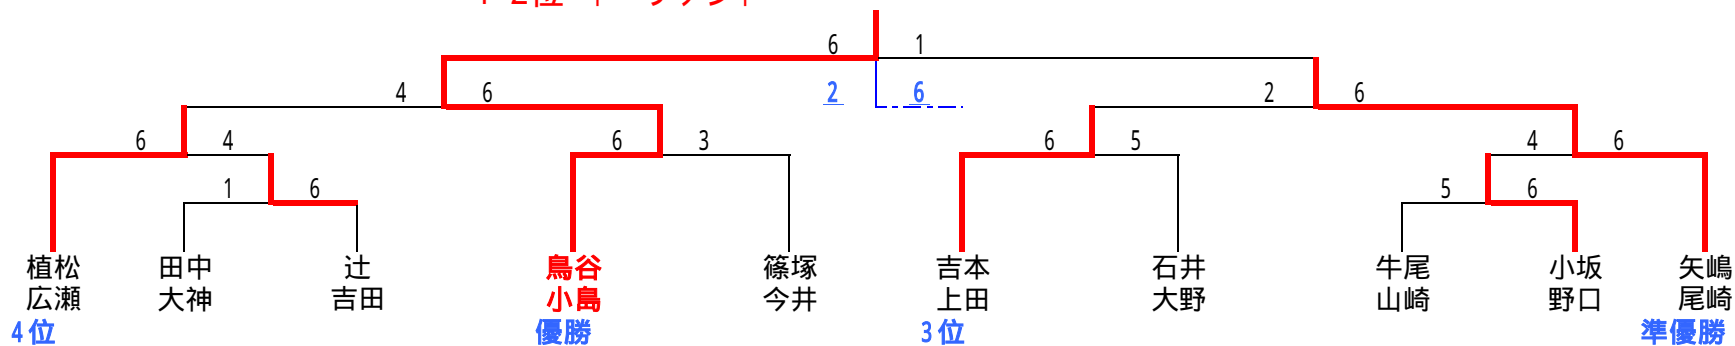 6 1
4 6 2 6 2 6
6 4 6 3 6 5 4 6
1 6 5 6
植松 田中 辻 鳥谷 篠塚 吉本 石井 牛尾 小坂 矢嶋
広瀬 大神 吉田 小島 今井 上田 大野 山崎 野口 尾崎
4位 優勝 3位 準優勝